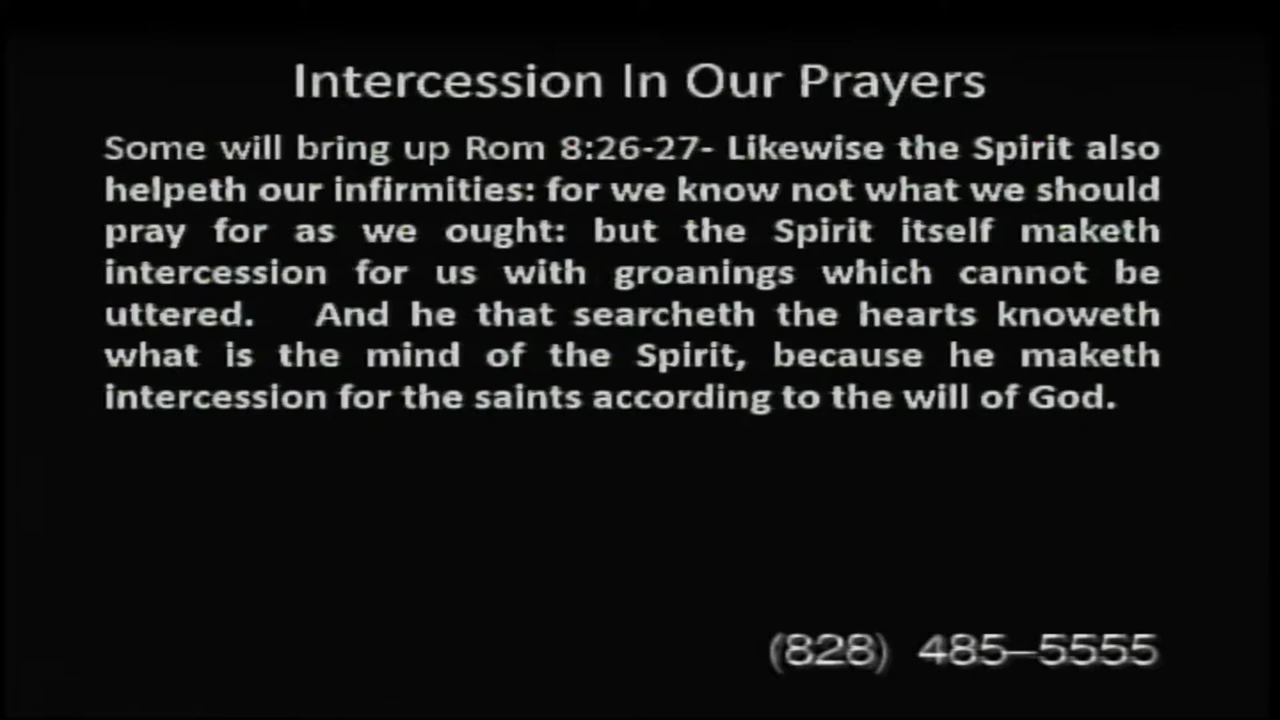 Intercession In Our Prayers
Some will bring up Rom 8:26-27- Likewise the Spirit also
helpeth our infirmities: for we know not what we should
pray for as we ought: but the Spirit itself maketh
intercession for us with groanings which cannot be
uttered. And he that searcheth the hearts knoweth
what is the mind of the Spirit, because he maketh
intercession for the saints according to the will of God.
(828) 485–5555